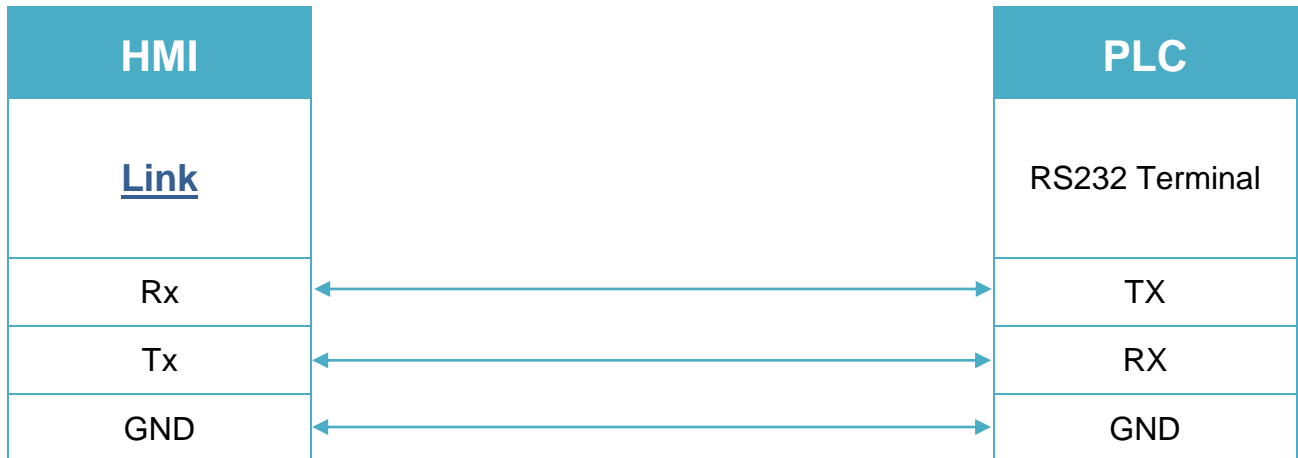 HMI PLC
Link RS232 Terminal
Rx TX
Tx RX
GND GND